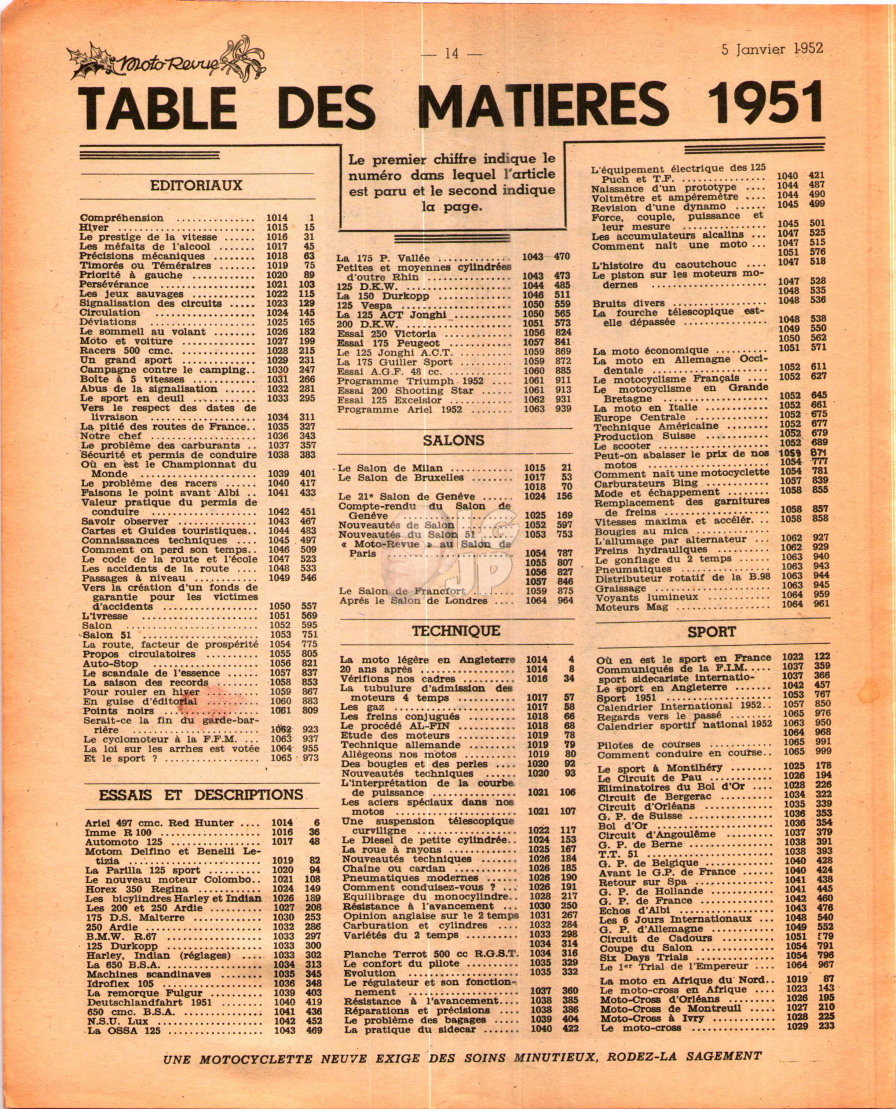 Moto-Revue
— 14 —
5 Janvier 1952
TABLE DES MATIERES 1951
Le premier chiffre indique le
numéro dans lequel l'article
est paru et le second indique
la page.
EDITORIAUX
Compréhension ................ 1014 1
Hiver ................ 1015 15
Le prestige de la vitesse ...... 1016 31
Les méfaits de l'alcool ...... 1017 45
Précisions mécaniques ........ 1018 63
Timorés ou Téméraires ........ 1019 75
Priorité à gauche ............ 1020 89
Persévérance ................ 1021 103
Les jeux sauvages ............ 1022 115
Signalisation des circuits .... 1023 129
Circulation ................ 1024 145
Déviations ................ 1025 165
Le sommeil au volant ........ 1026 182
Moto et voiture ............ 1027 199
Racers 500 cmc. ............ 1028 215
Un grand sport ............ 1029 231
Campagne contre le camping.. 1030 247
Boîte à 5 vitesses ............ 1031 266
Abus de la signalisation ...... 1032 281
Le sport en deuil ............ 1033 295
Vers le respect des dates de
livraison ................ 1034 311
La pitié des routes de France.. 1035 327
Notre chef ................ 1036 343
Le problème des carburants .. 1037 357
Sécurité et permis de conduire 1038 383
Où en est le Championnat du
Monde ................ 1039 401
Le problème des racers ...... 1040 417
Faisons le point avant Albi .. 1041 433
Valeur pratique du permis de
conduire ................ 1042 451
Savoir observer ............ 1043 467
Cartes et Guides touristiques.. 1044 483
Connaissances techniques .... 1045 497
Comment on perd son temps.. 1046 509
Le code de la route et l'école 1047 523
Les accidents de la route .... 1048 533
Passages à niveau ............ 1049 546
Vers la création d'un fonds de
garantie pour les victimes
d'accidents ................ 1050 557
L'ivresse ................ 1051 569
Salon ................ 1052 595
Salon 51 ................ 1053 751
La route, facteur de prospérité 1054 775
Propos circulatoires ........ 1055 805
Auto-Stop ................ 1056 821
Le scandale de l'essence ...... 1057 837
La saison des records ........ 1058 853
Pour rouler en hiver ........ 1059 867
En guise d'éditorial ........ 1060 883
Points noirs ................ 1061 809
Serait-ce la fin du garde-bar-
rière ................ 1062 923
Le cyclomoteur à la F.F.M. ... 1063 937
La loi sur les arrhes est votée 1064 955
Et le sport ? ................ 1065 973
ESSAIS ET DESCRIPTIONS
Ariel 497 cmc. Red Hunter .... 1014 6
Imme R 100 ................ 1016 36
Automoto 125 ................ 1017 48
Motom Delfino et Benelli Le-
tizia ................ 1019 82
La Parilla 125 sport .......... 1020 94
Le nouveau moteur Colombo.. 1021 108
Horex 350 Regina ............ 1024 149
Les bicylindres Harley et Indian 1026 189
Les 200 et 250 Ardie ........ 1027 208
175 D.S. Malterre ............ 1030 253
250 Ardie ................ 1032 286
B.M.W. R.67 ................ 1033 297
125 Durkopp ................ 1033 300
Harley, Indian (réglages) .... 1033 302
La 650 B.S.A. ................ 1034 313
Machines scandinaves ........ 1035 345
Idroflex 105 ................ 1036 348
La remorque Fulgur .......... 1039 403
Deutschlandfahrt 1951 ........ 1040 419
650 cmc. B.S.A. ............ 1041 436
N.S.U. Lux ................ 1042 452
La OSSA 125 ................ 1043 469
La 175 P. Vallée ............ 1043 470
Petites et moyennes cylindrées
d'outre Rhin ............ 1043 473
125 D.K.W. ................ 1044 485
La 150 Durkopp ............ 1046 511
125 Vespa ................ 1050 559
La 125 ACT Jonghi .......... 1050 565
200 D.K.W. ................ 1051 573
Essai 250 Victoria ............ 1056 824
Essai 175 Peugeot ............ 1057 841
Le 125 Jonghi A.C.T. ........ 1059 869
La 175 Guiller Sport ........ 1059 872
Essai A.G.F. 48 cc. .......... 1060 885
Programme Triumph 1952 .... 1061 911
Essai 200 Shooting Star ...... 1061 913
Essai 125 Excelsior .......... 1062 931
Programme Ariel 1952 ........ 1063 939
SALONS
Le Salon de Milan .......... 1015 21
Le Salon de Bruxelles ........ 1017 53
1018 70
Le 21e Salon de Genève ...... 1024 156
Compte-rendu du Salon de
Genève ................ 1025 169
Nouveautés de Salon ........ 1052 597
Nouveautés du Salon 51 ...... 1053 753
« Moto-Revue » au Salon de
Paris ................ 1054 787
1055 807
1056 827
1057 846
Le Salon de Francfort ........ 1059 875
Après le Salon de Londres .... 1064 964
TECHNIQUE
La moto légère en Angleterre 1014 4
20 ans après ................ 1014 8
Vérifions nos cadres .......... 1016 34
La tubulure d'admission des
moteurs 4 temps .......... 1017 57
Les gaz ................ 1017 58
Les freins conjugués .......... 1018 66
Le procédé AL-FIN .......... 1018 68
Etude des moteurs .......... 1019 78
Technique allemande ........ 1019 79
Allégeons nos motos ........ 1019 80
Des bougies et des perles .... 1020 92
Nouveautés techniques ...... 1020 93
L'interprétation de la courbe
de puissance ............ 1021 106
Les aciers spéciaux dans nos
motos ................ 1021 107
Une suspension télescopique
curviligne ................ 1022 117
Le Diesel de petite cylindrée.. 1024 153
La roue à rayons ............ 1025 167
Nouveautés techniques ...... 1026 184
Chaîne ou cardan ............ 1026 185
Pneumatiques modernes ...... 1026 190
Comment conduisez-vous ? ... 1026 191
Equilibrage du monocylindre.. 1028 217
Résistance à l'avancement .... 1030 250
Opinion anglaise sur le 2 temps 1031 267
Carburation et cylindres .... 1032 284
Variétés du 2 temps .......... 1033 298
1034 314
Planche Terrot 500 cc R.G.S.T. 1034 316
Le confort du pilote .......... 1035 329
Evolution ................ 1035 332
Le régulateur et son fonction-
nement ................ 1037 360
Résistance à l'avancement.... 1038 385
Réparations et précisions .... 1038 386
Le problème des bagages .... 1039 404
La pratique du sidecar ........ 1040 422
L'équipement électrique des 125
Puch et T.F. ................ 1040 421
Naissance d'un prototype .... 1044 487
Voltmètre et ampèremètre .... 1044 490
Revision d'une dynamo ...... 1045 499
Force, couple, puissance et
leur mesure ................ 1045 501
Les accumulateurs alcalins ... 1047 525
Comment naît une moto ... 1047 515
1051 576
L'histoire du caoutchouc .... 1047 518
Le piston sur les moteurs mo-
dernes ................ 1047 528
1048 535
Bruits divers ................ 1048 536
La fourche télescopique est-
elle dépassée ............ 1048 538
1049 550
1050 562
La moto économique .......... 1051 571
La moto en Allemagne Occi-
dentale ................ 1052 611
Le motocyclisme Français .... 1052 627
Le motocyclisme en Grande
Bretagne ................ 1052 645
La moto en Italie ............ 1052 661
Europe Centrale ............ 1052 675
Technique Américaine ........ 1052 677
Production Suisse ............ 1052 679
Le scooter ................ 1052 689
Peut-on abaisser le prix de nos
motos ................ 1059 871
1054 777
Comment naît une motocyclette 1054 781
Carburateurs Bing ............ 1057 839
Mode et échappement ........ 1058 855
Remplacement des garnitures
de freins ................ 1058 857
Vitesses maxima et accélér. ... 1058 858
Bougies au mica ............
L'allumage par alternateur ... 1062 927
Freins hydrauliques .......... 1062 929
Le gonflage du 2 temps ...... 1063 940
Pneumatiques ................ 1063 943
Distributeur rotatif de la B.98 1063 944
Graissage ................ 1063 945
Voyants lumineux ............ 1064 959
Moteurs Mag ................ 1064 961
SPORT
Où en est le sport en France 1022 122
Communiqués de la F.I.M. .... 1037 359
sport sidecariste internatio- 1037 366
Le sport en Angleterre ...... 1042 457
Sport 1951 ................ 1053 767
Calendrier International 1952.. 1057 850
Regards vers le passé ........ 1065 976
Calendrier sportif national 1952 1063 950
1064 968
Pilotes de courses ............ 1065 991
Comment conduire en course.. 1065 999
Le sport à Montlhéry ........ 1025 178
Le Circuit de Pau ............ 1026 194
Eliminatoires du Bol d'Or .... 1028 226
Circuit de Bergerac .......... 1034 322
Circuit d'Orléans ............ 1035 339
G. P. de Suisse ............ 1036 353
Bol d'Or ................ 1036 354
Circuit d'Angoulême ........ 1037 379
G. P. de Berne ............ 1038 391
T.T. 51 ................ 1038 393
G. P. de Belgique ............ 1040 428
Avant le G.P. de France ...... 1040 424
Retour sur Spa ............ 1041 438
G. P. de Hollande .......... 1041 445
G. P. de France ............ 1042 460
Echos d'Albi ................ 1043 476
Les 6 Jours Internationaux ... 1048 540
G. P. d'Allemagne .......... 1049 552
Circuit de Cadours .......... 1051 579
Coupe du Salon ............ 1054 791
Six Days Trials ............ 1054 796
Le 1er Trial de l'Empereur .... 1064 967
La moto en Afrique du Nord.. 1019 87
Le moto-cross en Afrique .... 1023 143
Moto-Cross d'Orléans ........ 1026 195
Moto-Cross de Montreuil .... 1027 210
Moto-Cross à Ivry .......... 1028 225
Le moto-cross ................ 1029 233
UNE MOTOCYCLETTE NEUVE EXIGE DES SOINS MINUTIEUX, RODEZ-LA SAGEMENT